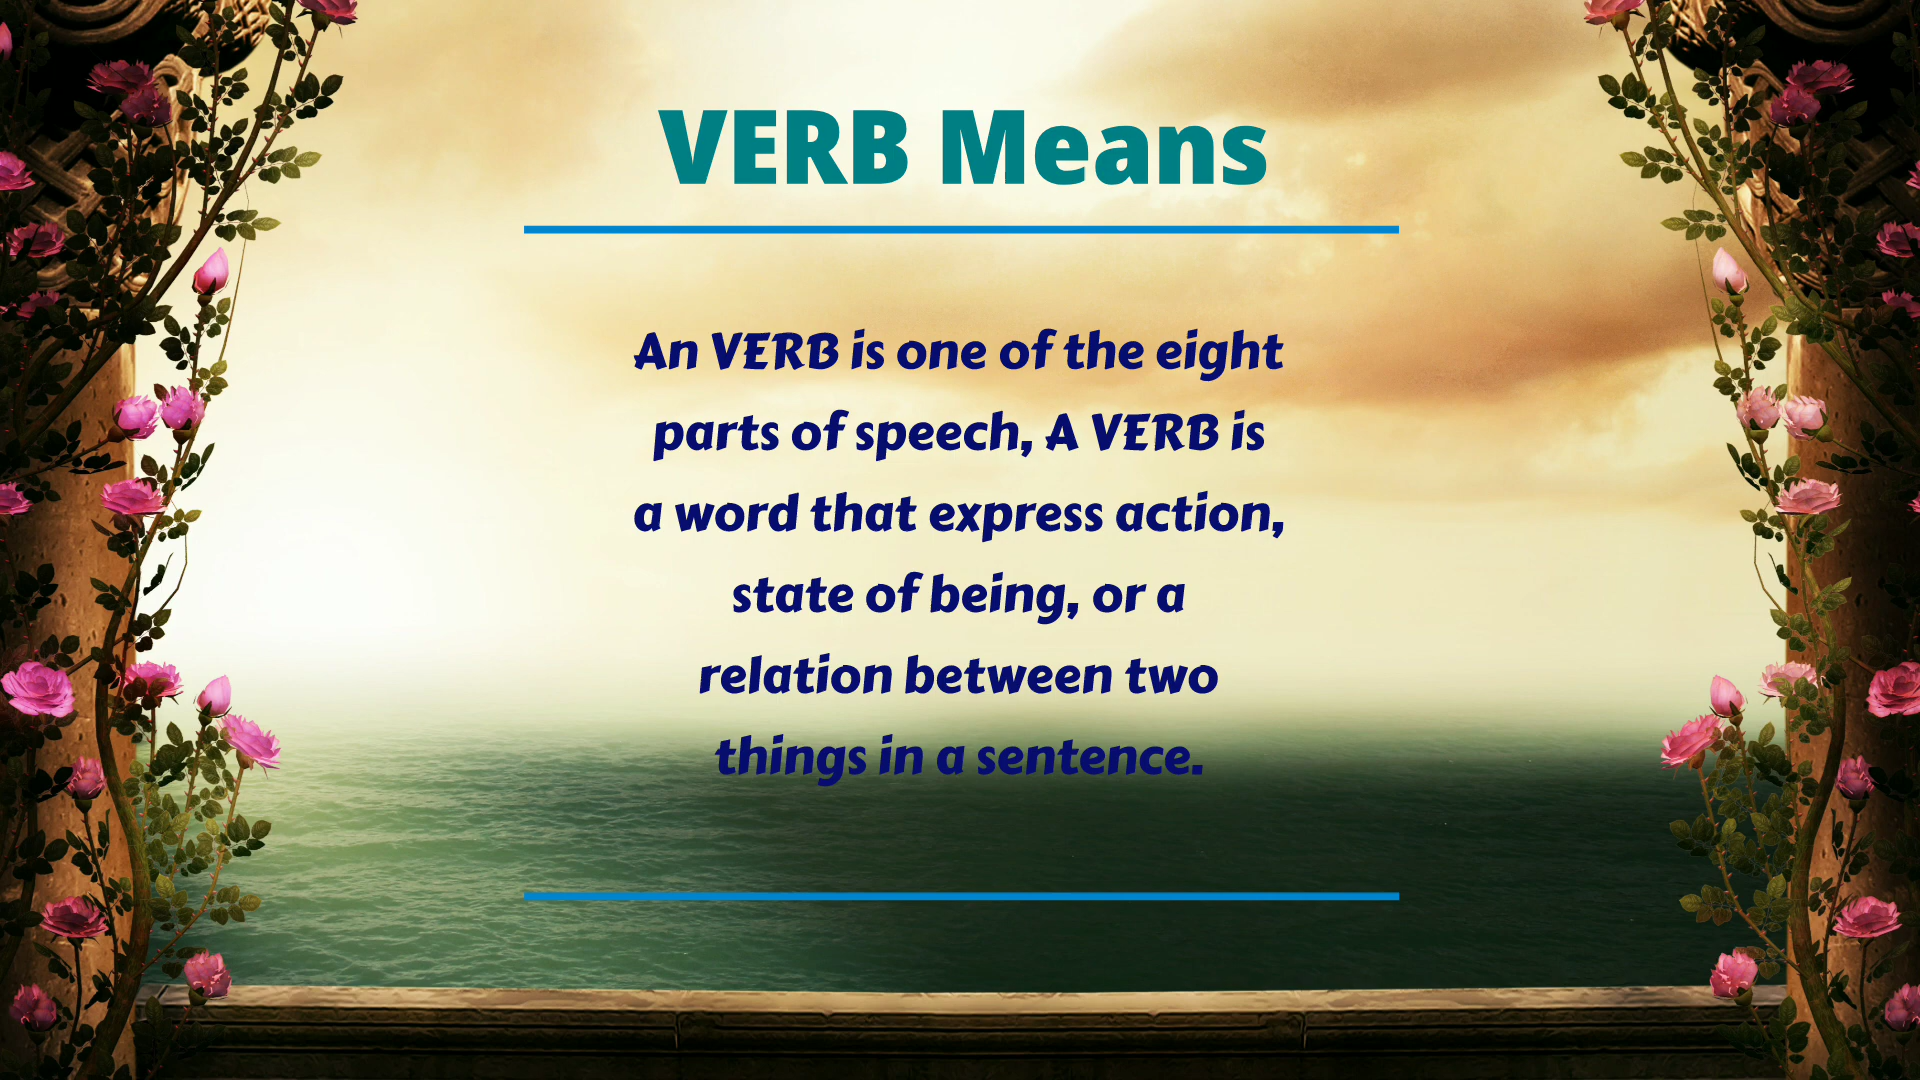 VERB Means
An VERB is one of the eight
parts of speech, A VERB is
a word that express action,
state of being, or a
relation between two
things in a sentence.